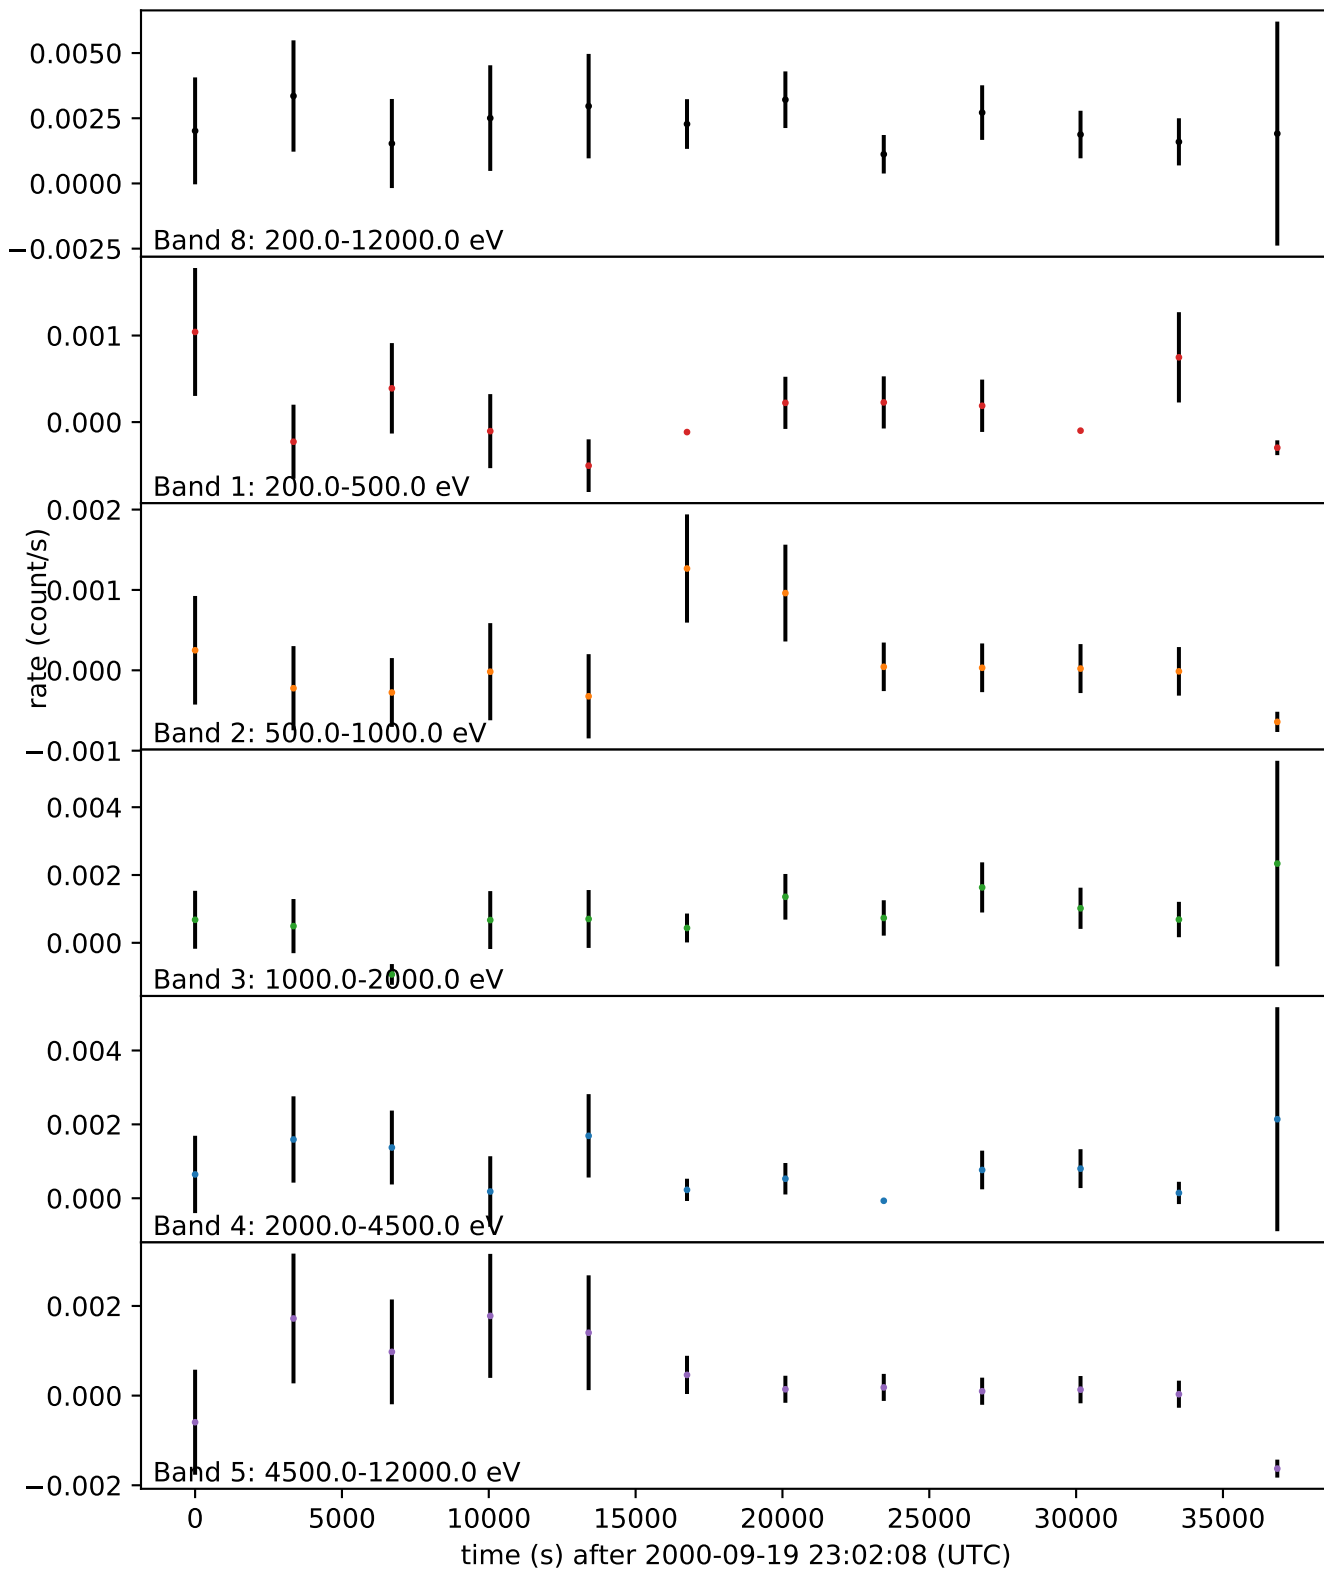 0.0050
0.0025
0.0000
−0.0025
Band 8: 200.0-12000.0 eV
0.001
0.000
Band 1: 200.0-500.0 eV
rate (count/s)
0.002
0.001
0.000
−0.001
Band 2: 500.0-1000.0 eV
0.004
0.002
0.000
Band 3: 1000.0-2000.0 eV
0.004
0.002
0.000
Band 4: 2000.0-4500.0 eV
0.002
0.000
−0.002
Band 5: 4500.0-12000.0 eV
0 5000 10000 15000 20000 25000 30000 35000
time (s) after 2000-09-19 23:02:08 (UTC)